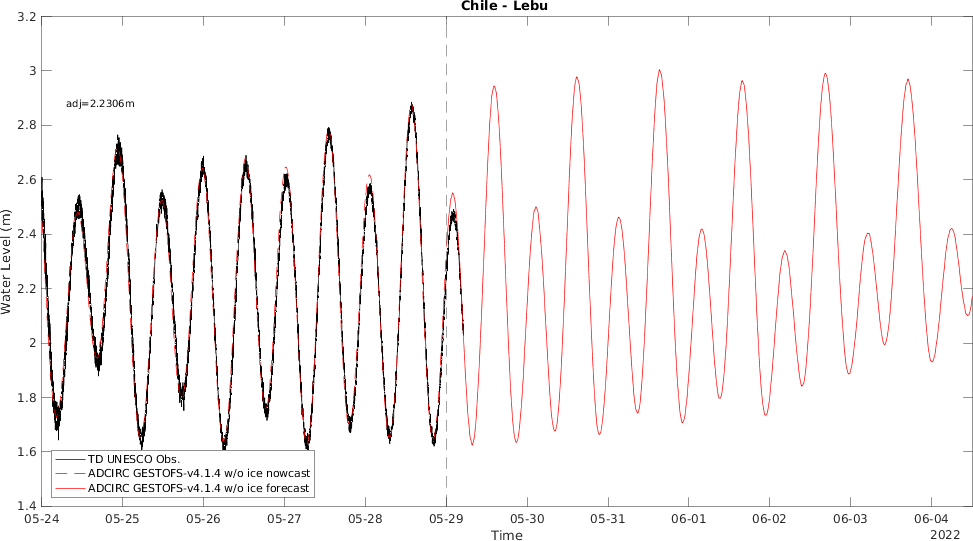 Chile - Lebu
3.2
3
2.8
2.6
2.4
2.2
2
1.8
1.6
1.4
Water Level (m)
adj=2.2306m
TD UNESCO Obs.
ADCIRC GESTOFS-v4.1.4 w/o ice nowcast
ADCIRC GESTOFS-v4.1.4 w/o ice forecast
05-24 05-25 05-26 05-27 05-28 05-29 05-30 05-31 06-01 06-02 06-03 06-04
Time
2022